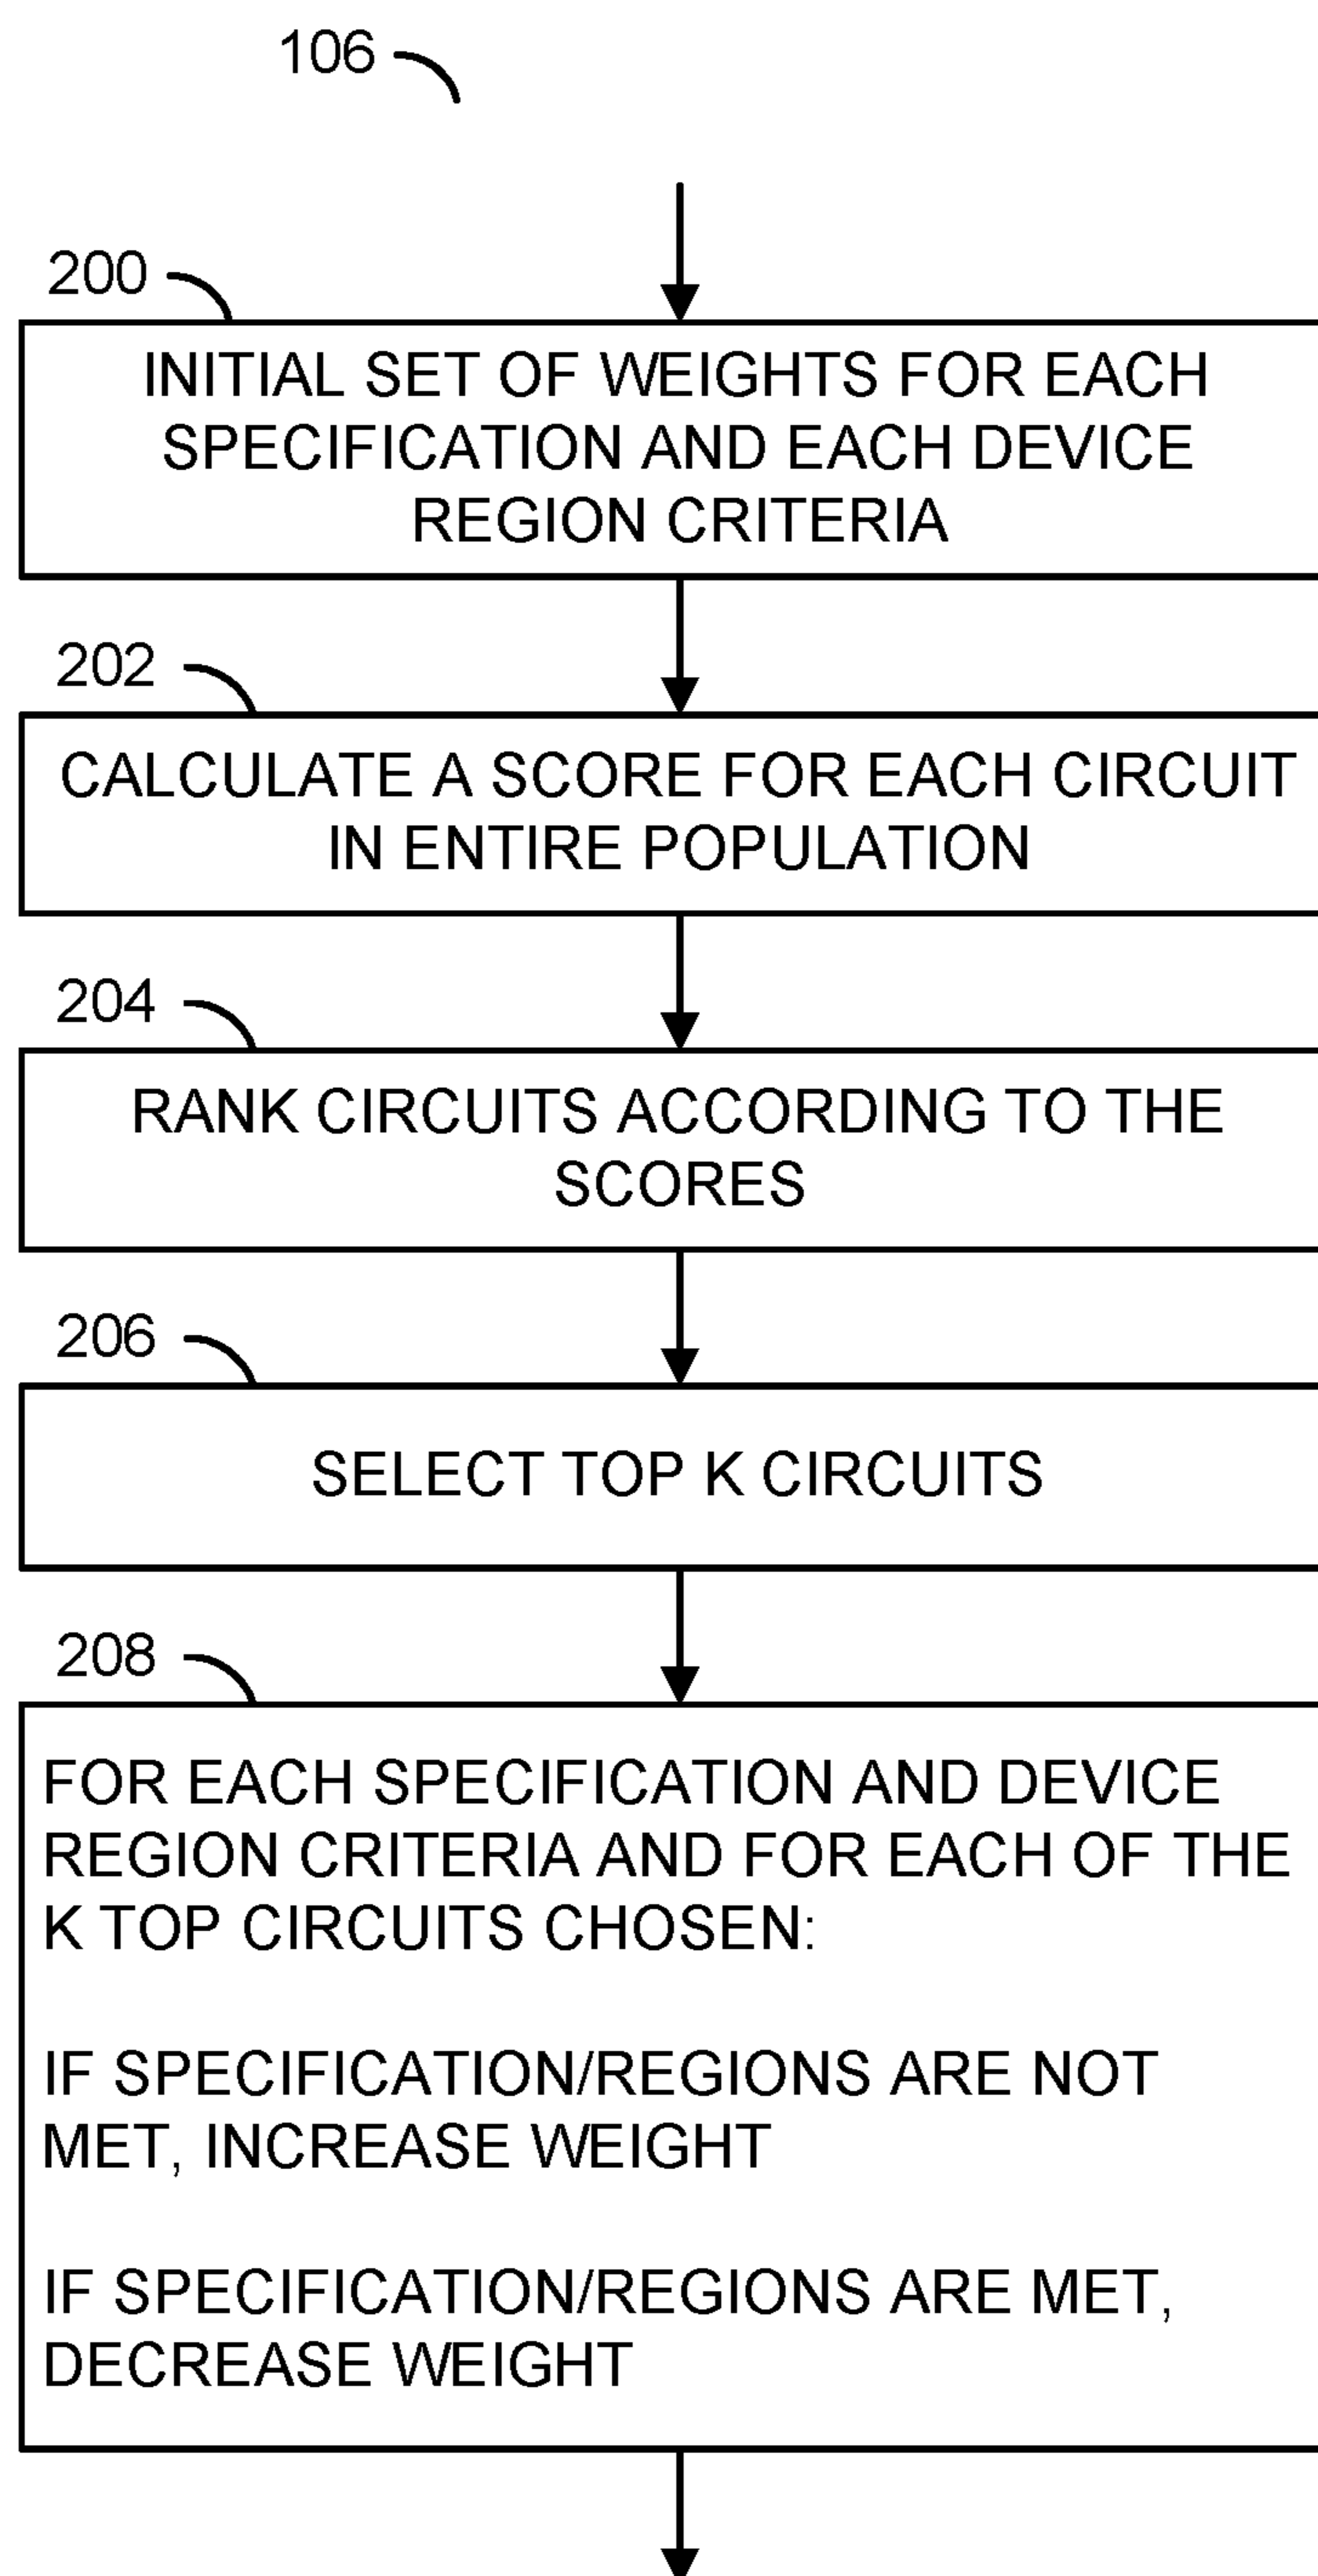 106
200
INITIAL SET OF WEIGHTS FOR EACH
SPECIFICATION AND EACH DEVICE
REGION CRITERIA
202
CALCULATE A SCORE FOR EACH CIRCUIT
IN ENTIRE POPULATION
204
RANK CIRCUITS ACCORDING TO THE
SCORES
206
SELECT TOP K CIRCUITS
208
FOR EACH SPECIFICATION AND DEVICE
REGION CRITERIA AND FOR EACH OF THE
K TOP CIRCUITS CHOSEN:
IF SPECIFICATION/REGIONS ARE NOT
MET, INCREASE WEIGHT
IF SPECIFICATION/REGIONS ARE MET,
DECREASE WEIGHT